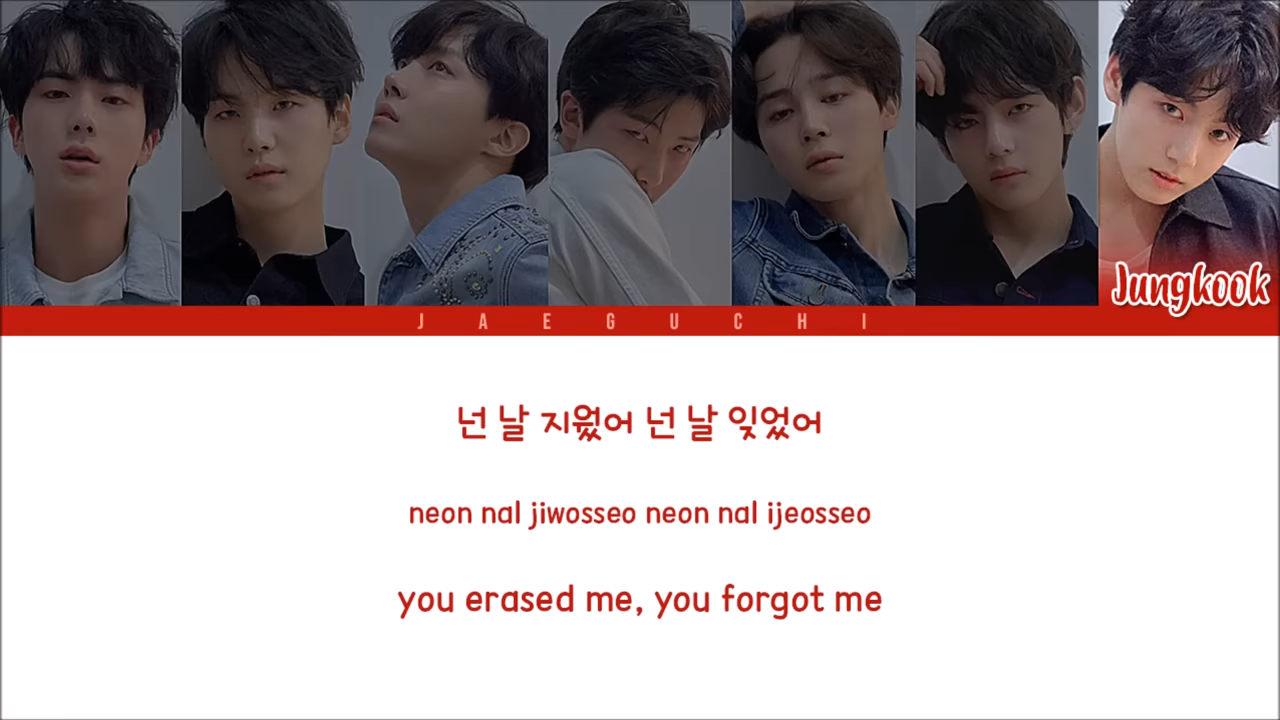 Jungkook
JAEGUCHI
넌 날 지웠어 넌 날 잊었어
neon nal jiwosseo neon nal ijeosseo
you erased me, you forgot me